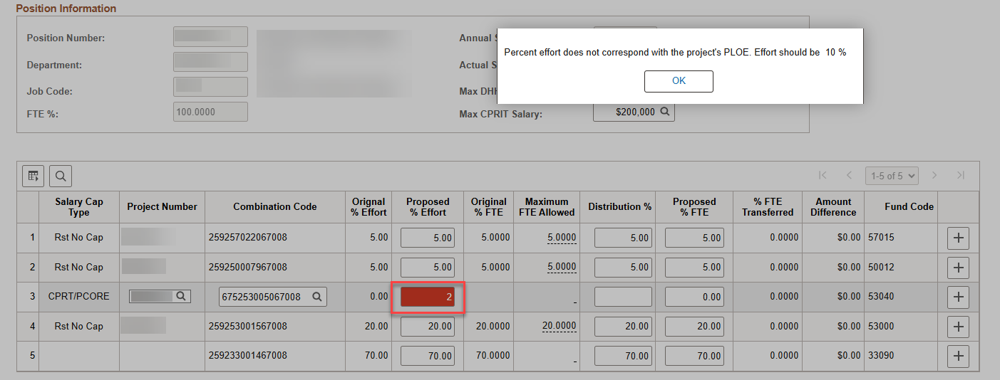 Position Information
Position Number:
Department:
Job Code:
FTE %:
100.0000
Annual S
Actual S
Max DHH
Max CPRIT Salary:
$200,000
Percent effort does not correspond with the project's PLOE. Effort should be 10 %
OK
1-5 of 5
Salary Cap Type Project Number Combination Code Orignal % Effort Proposed % Effort Original % FTE Maximum FTE Allowed Distribution % Proposed % FTE % FTE Transferred Amount Difference Fund Code
1 Rst No Cap 259257022067008 5.00 5.00 5.0000 5.0000 5.00 5.00 0.0000 $0.00 57015
2 Rst No Cap 259250007967008 5.00 5.00 5.0000 5.0000 5.00 5.00 0.0000 $0.00 50012
3 CPRT/PCORE 675253005067008 0.00 2 0.00 0.0000 $0.00 53040
4 Rst No Cap 259253001567008 20.00 20.00 20.0000 20.0000 20.00 20.00 0.0000 $0.00 53000
5 259233001467008 70.00 70.00 70.0000 70.00 70.00 0.0000 $0.00 33090